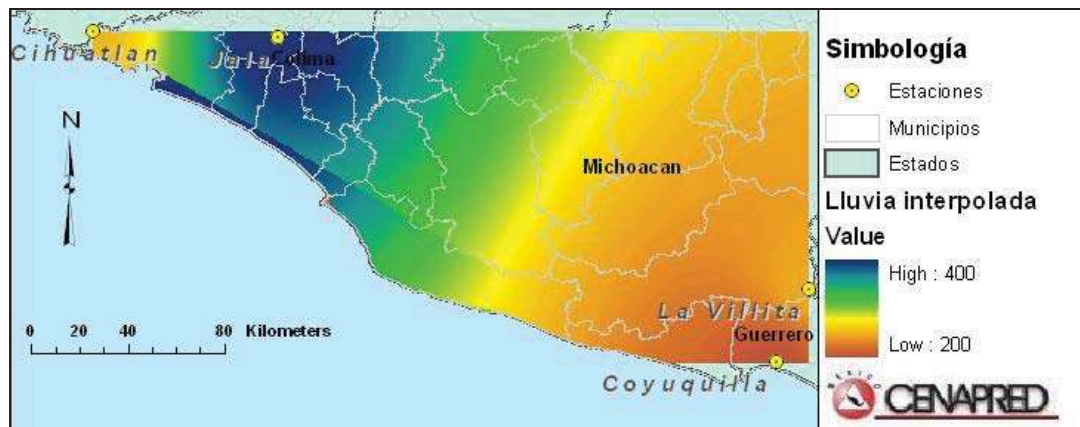 Cihuatlan
Jala
Colima
N
Michoacan
La Villita
Guerrero
Coyuquilla
0 20 40 80 Kilometers
Simbología
Estaciones
Municipios
Estados
Lluvia interpolada
Value
High : 400
Low : 200
MEXICO
CENAPRED